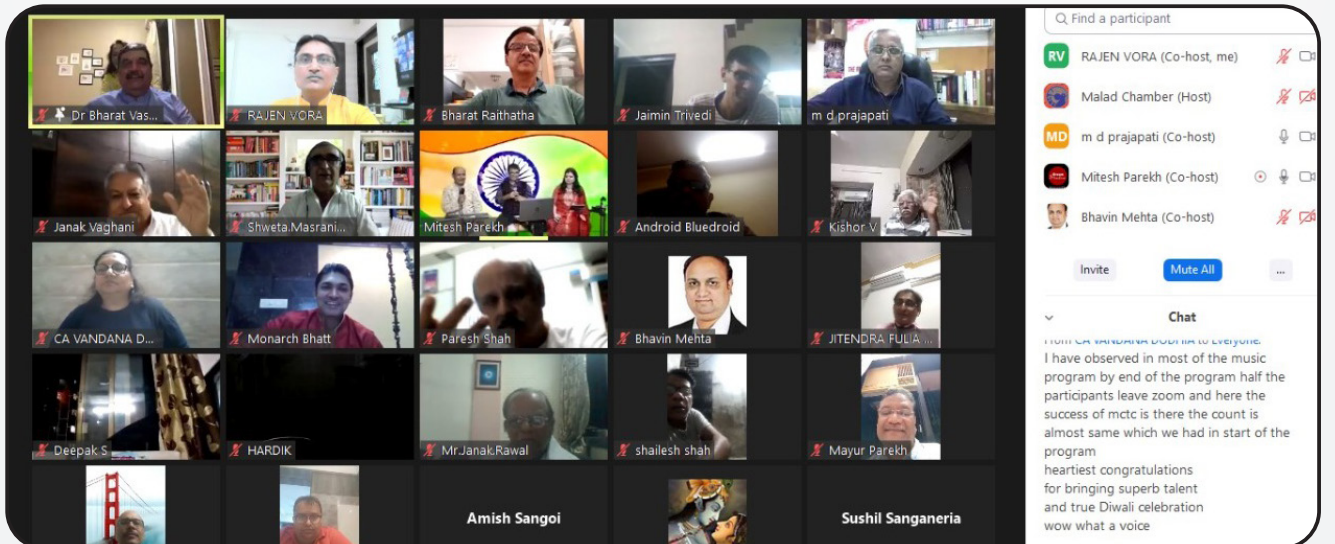 Dr Bharat Vas...
RAJEN VORA
Bharat Raithatha
Jaimin Trivedi
m d prajapati
Janak Vaghani
Shweta.Masrani...
Mitesh Parekh
Android Bluedroid
Kishor V
CA VANDANA D...
Monarch Bhatt
Paresh Shah
Bhavin Mehta
JITENDRA FULIA ...
Deepak S
HARDIK
Mr.Janak.Rawal
shailesh shah
Mayur Parekh
Amish Sangoi
Sushil Sanganeria
Find a participant
RV RAJEN VORA (Co-host, me)
Malad Chamber (Host)
MD m d prajapati (Co-host)
Mitesh Parekh (Co-host)
Bhavin Mehta (Co-host)
Invite
Mute All
...
Chat
From CA VANDANA DODHIA to Everyone:
I have observed in most of the music
program by end of the program half the
participants leave zoom and here the
success of mctc is there the count is
almost same which we had in start of the
program
heartiest congratulations
for bringing superb talent
and true Diwali celebration
wow what a voice